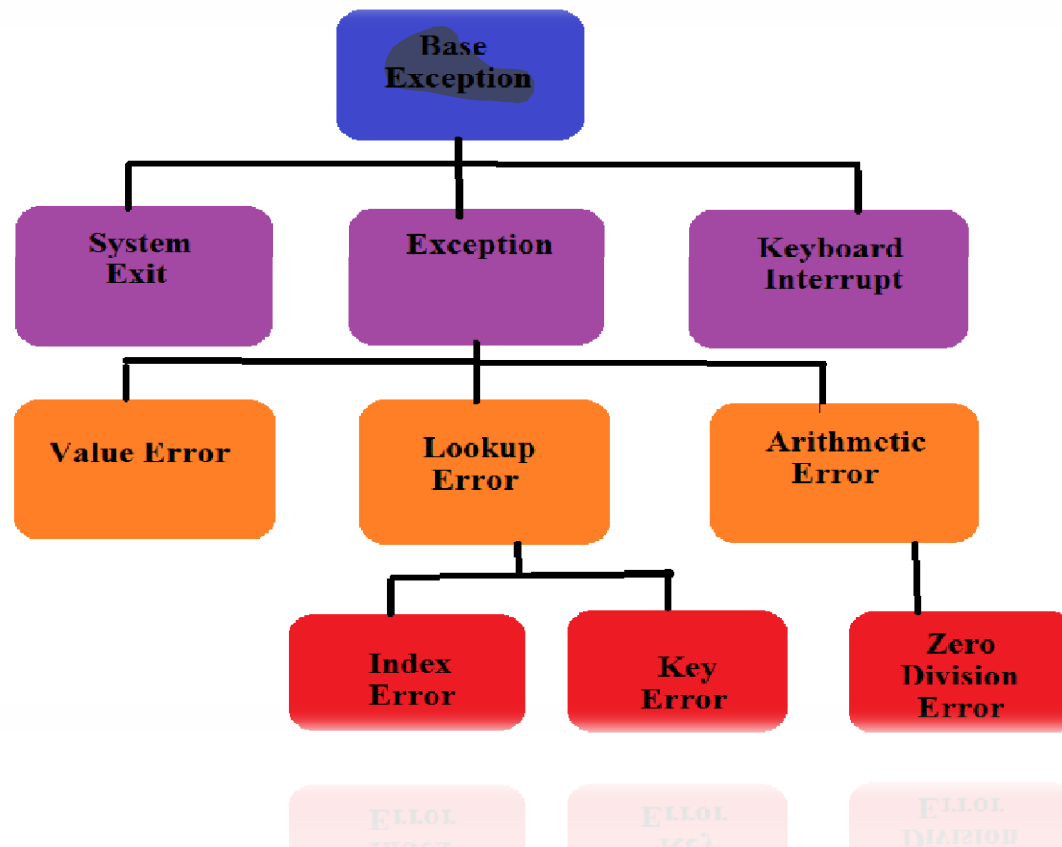 Base
Exception
System
Exit
Exception
Keyboard
Interrupt
Value Error
Lookup
Error
Arithmetic
Error
Index
Error
Key
Error
Zero
Division
Error